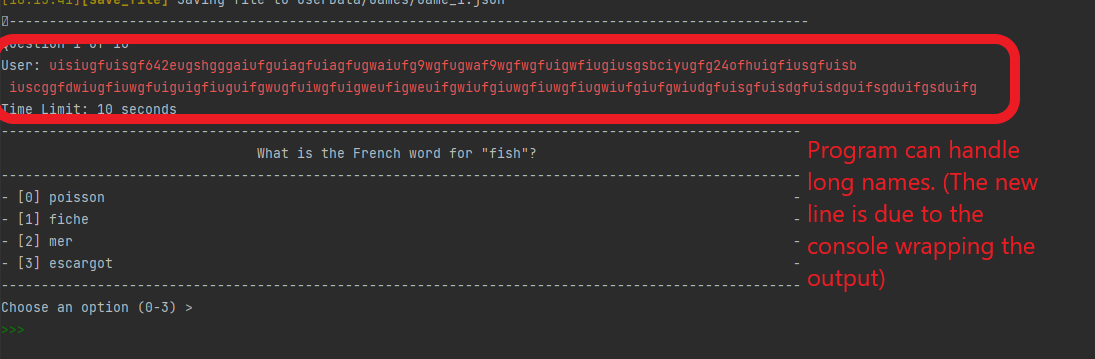 [18:15:41][save_file] Saving file to UserData/Games/Game_1.json
Question 1 of 10
User: uisiugfuisgf642eugshgggaiufguiagfuiagfugwaiufg9wgfugwaf9wgfwgfuigwfiugiusgsbciyugfg24ofhuigfiusgfuisb
iuscggfdwiugfiuwgfuiguigfiuguifgwugfuiwgfuigweufigweuifgwiufgiuwgfiuwgfiugwiufgiufgwiudgfuisgfuisdgfuisdguifsgduifgsduifg
Time Limit: 10 seconds
What is the French word for "fish"?
- [0] poisson -
- [1] fiche -
- [2] mer -
- [3] escargot -
Choose an option (0-3) >
>>>
Program can handle
long names. (The new
line is due to the
console wrapping the
output)